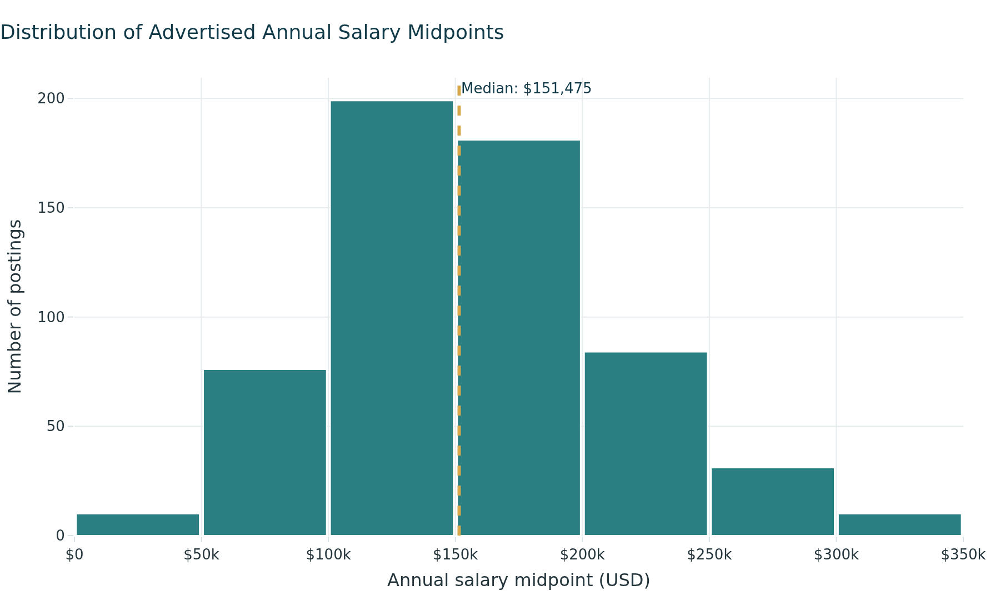 Distribution of Advertised Annual Salary Midpoints
Median: $151,475
200
150
100
50
0
Number of postings
$0 $50k $100k $150k $200k $250k $300k $350k
Annual salary midpoint (USD)